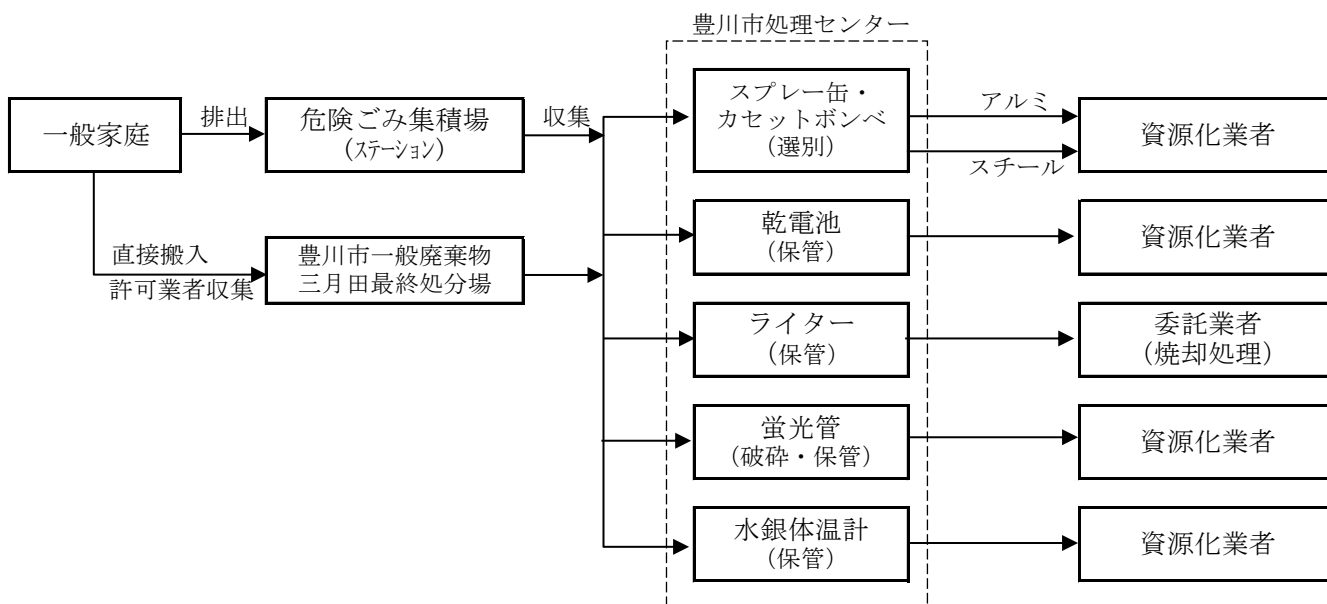 豊川市処理センター
一般家庭
排出
危険ごみ集積場
(ｽﾃｰｼｮﾝ)
収集
直接搬入
許可業者収集
豊川市一般廃棄物
三月田最終処分場
スプレー缶・
カセットボンベ
(選別)
アルミ
スチール
資源化業者
乾電池
(保管)
資源化業者
ライター
(保管)
委託業者
(焼却処理)
蛍光管
(破砕・保管)
資源化業者
水銀体温計
(保管)
資源化業者